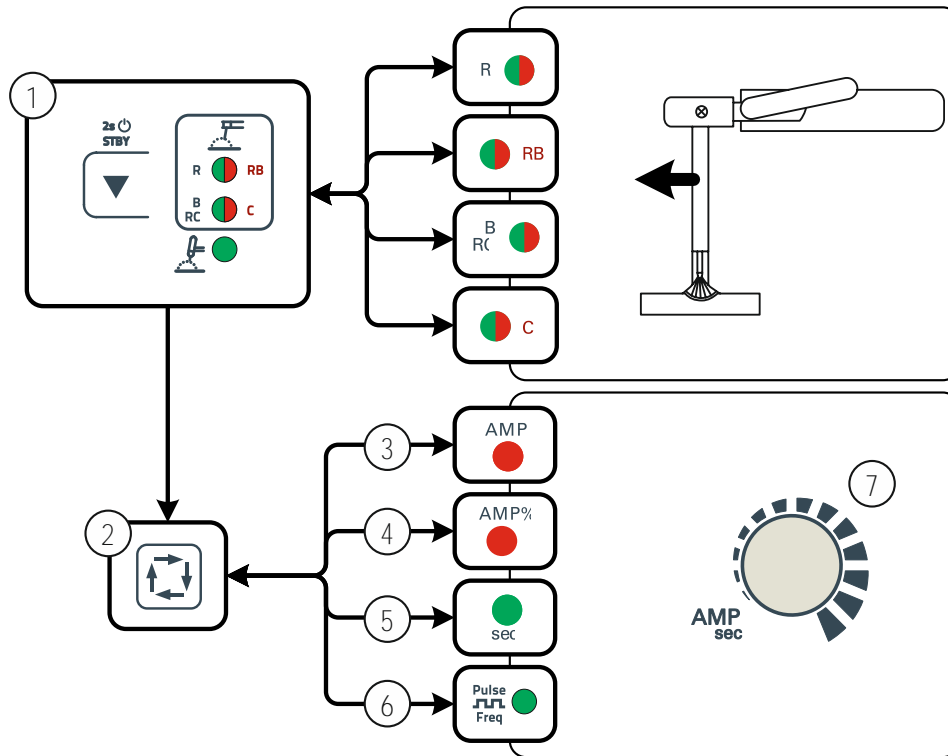 1
2s
STBY
R RB
B
RC C
R
RB
B
RC
C
2
3
AMP
4
AMP%
5
sec
6
Pulse
Freq
7
AMP
sec